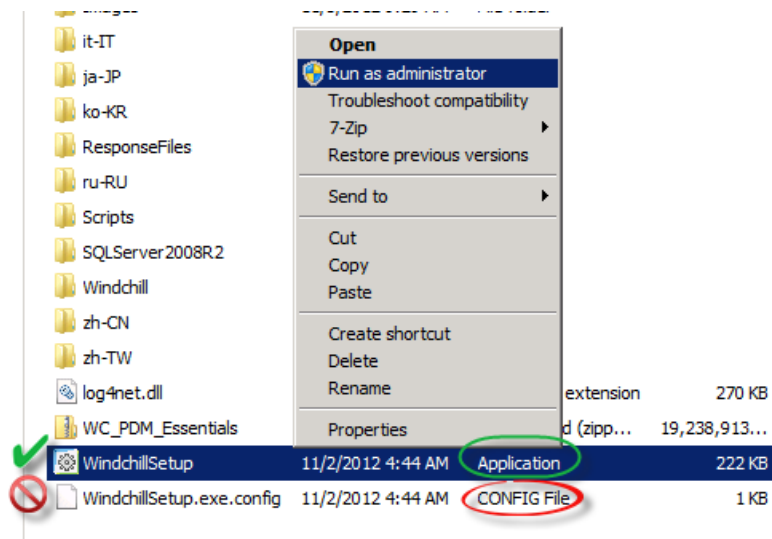 it-IT
Open
ja-JP
Run as administrator
Troubleshoot compatibility
ko-KR
7-Zip
ResponseFiles
Restore previous versions
ru-RU
Send to
Scripts
Cut
SQLServer2008R2
Copy
Windchill
Paste
zh-CN
Create shortcut
zh-TW
Delete
log4net.dll
Rename
extension 270 KB
WC_PDM_Essentials
Properties
d (zipp... 19,238,913...
WindchillSetup 11/2/2012 4:44 AM Application 222 KB
WindchillSetup.exe.config 11/2/2012 4:44 AM CONFIG File 1 KB